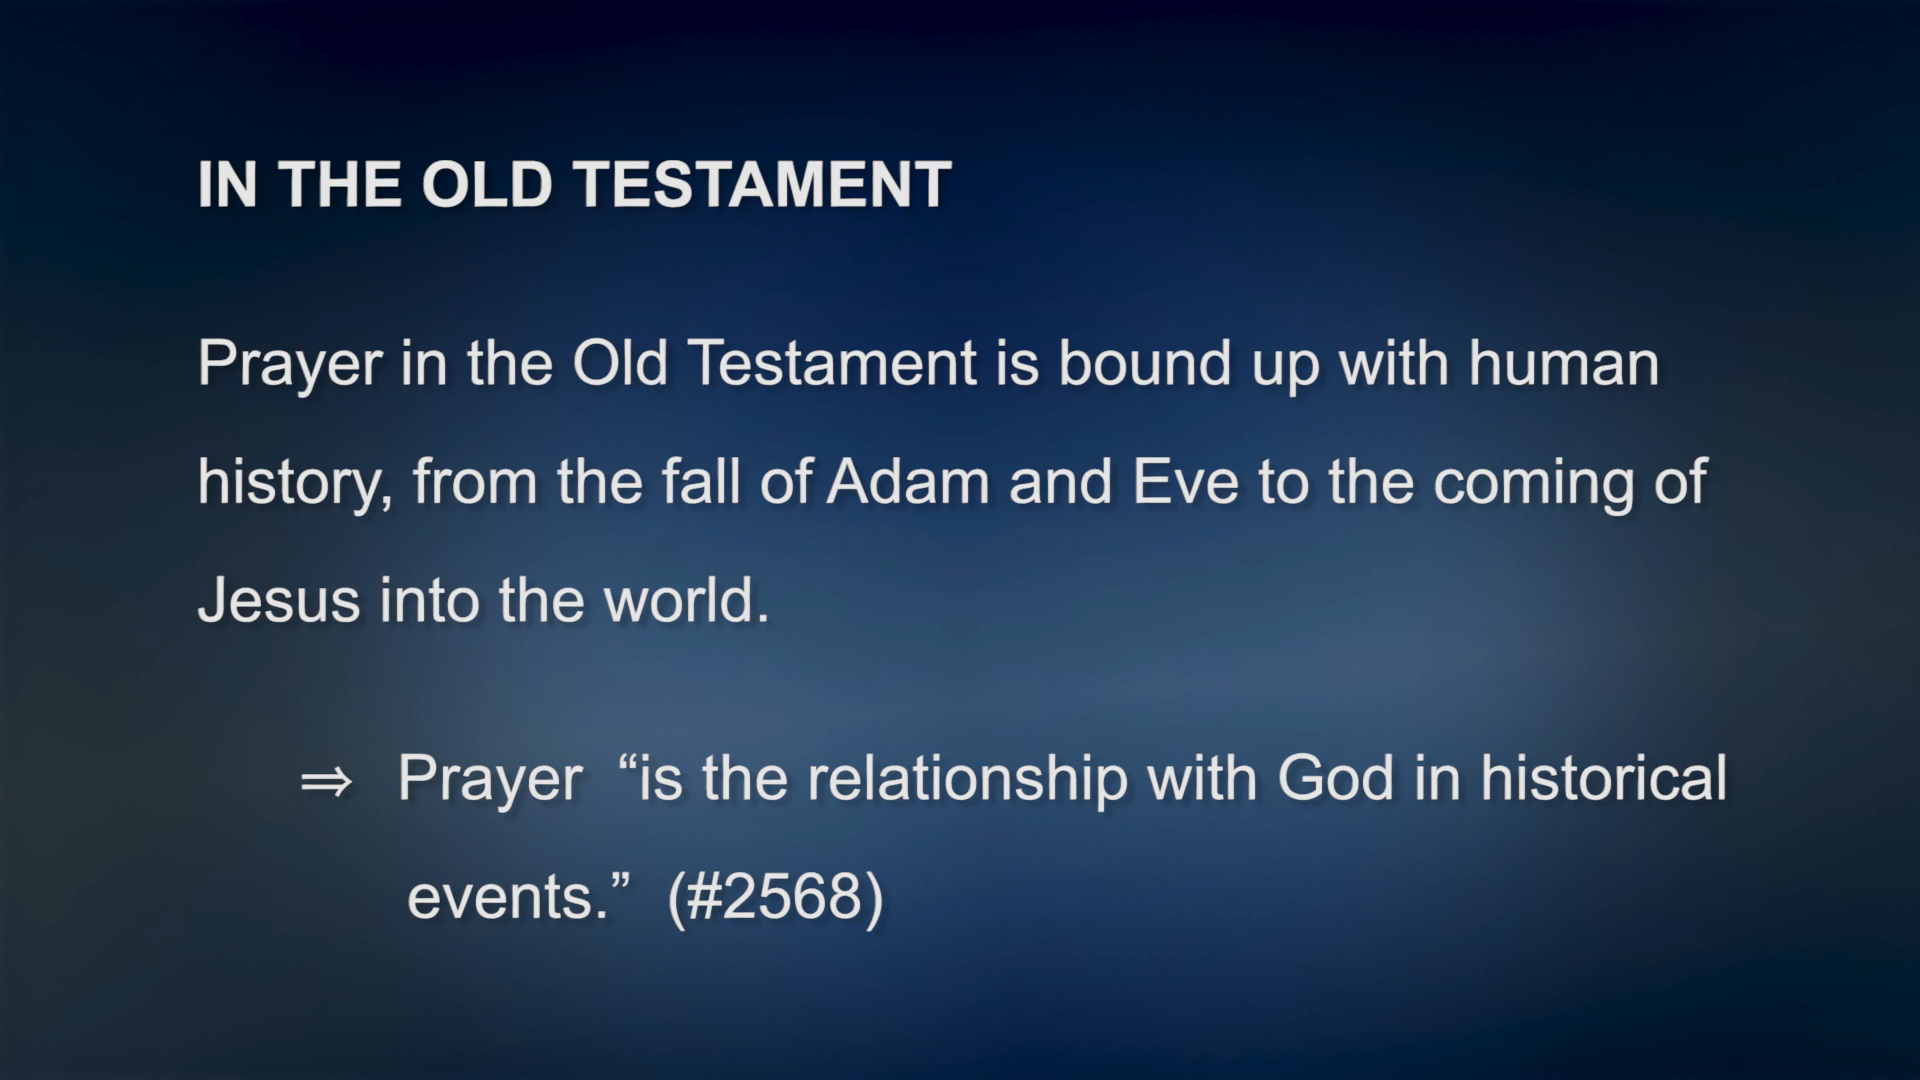 IN THE OLD TESTAMENT
Prayer in the Old Testament is bound up with human
history, from the fall of Adam and Eve to the coming of
Jesus into the world.
⇒ Prayer “is the relationship with God in historical
events.” (#2568)